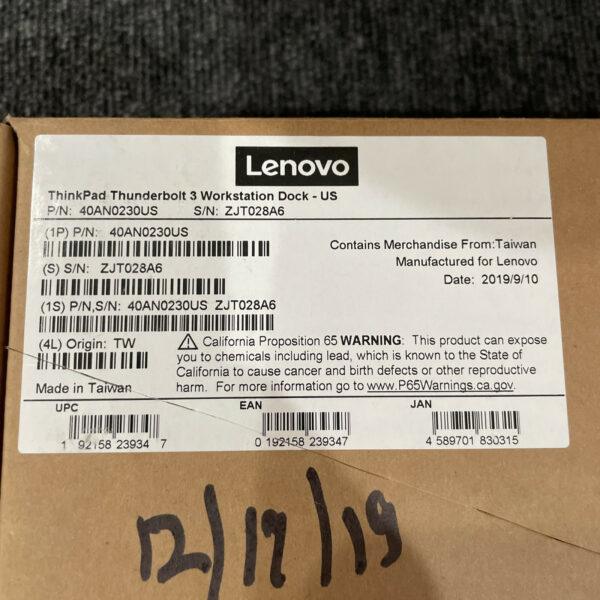 Lenovo
ThinkPad Thunderbolt 3 Workstation Dock - US
P/N: 40AN0230US S/N: ZJT028A6
(1P) P/N: 40AN0230US
Contains Merchandise From:Taiwan
Manufactured for Lenovo
Date: 2019/9/10
(S) S/N: ZJT028A6
(1S) P/N,S/N: 40AN0230US ZJT028A6
(4L) Origin: TW
Made in Taiwan
⚠ California Proposition 65 WARNING: This product can expose
you to chemicals including lead, which is known to the State of
California to cause cancer and birth defects or other reproductive
harm. For more information go to www.P65Warnings.ca.gov.
UPC
1 92158 23934 7
EAN
0 192158 239347
JAN
4 589701 830315
12/17/19